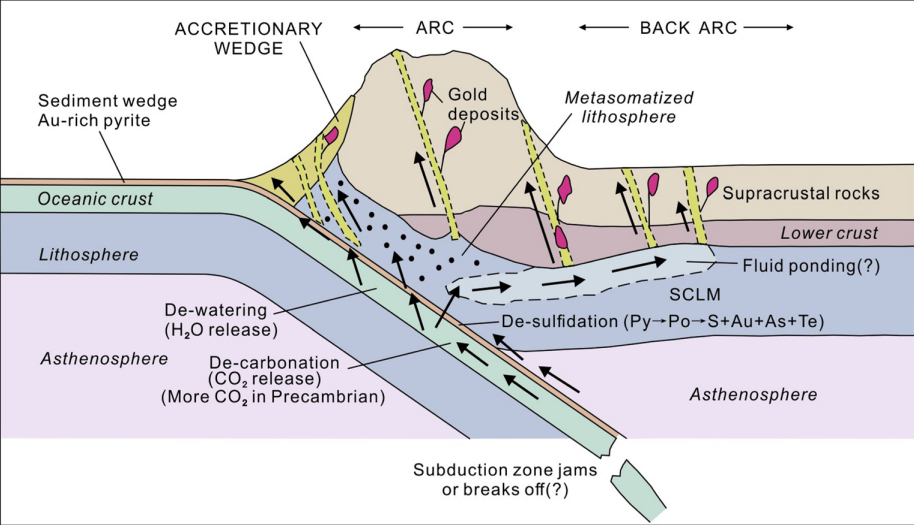 ACCRETIONARY
WEDGE
ARC
BACK ARC
Sediment wedge
Au-rich pyrite
Gold
deposits
Metasomatized
lithosphere
Oceanic crust
Supracrustal rocks
Lower crust
Lithosphere
Fluid ponding(?)
SCLM
De-watering
(H₂O release)
De-sulfidation (Py→Po→S+Au+As+Te)
Asthenosphere
De-carbonation
(CO₂ release)
(More CO₂ in Precambrian)
Asthenosphere
Subduction zone jams
or breaks off(?)